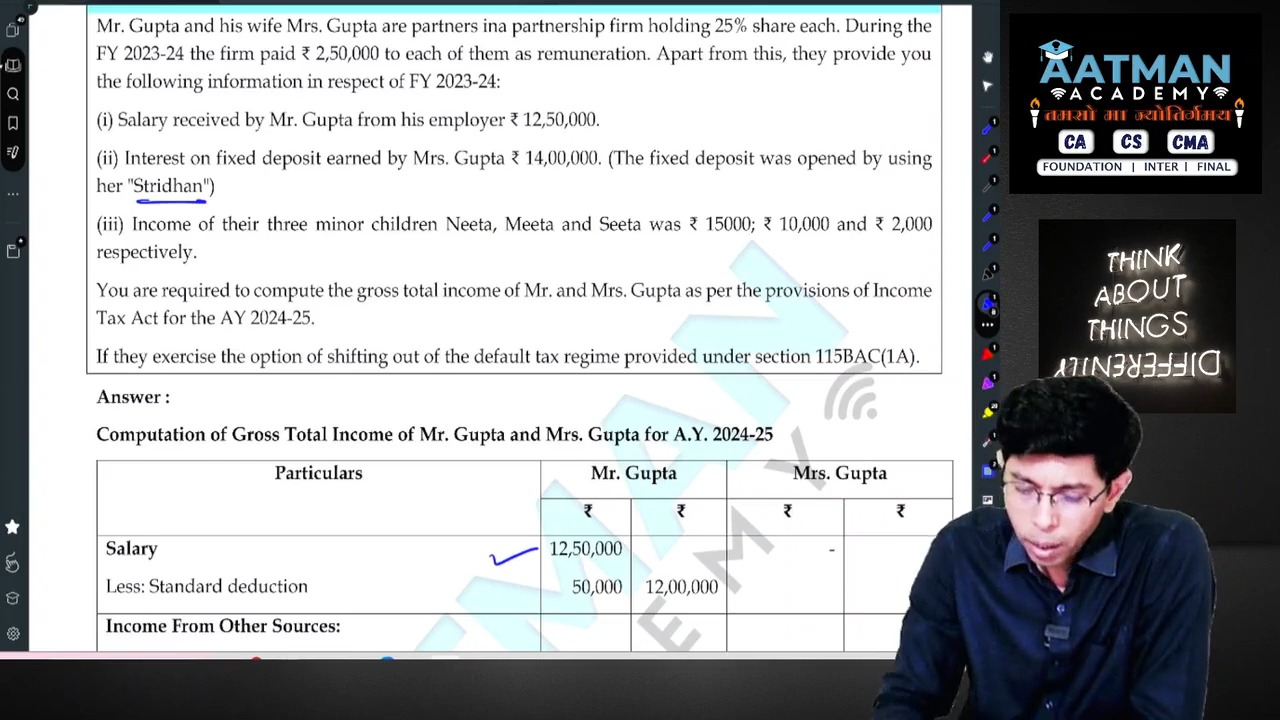 Mr. Gupta and his wife Mrs. Gupta are partners ina partnership firm holding 25% share each. During the
FY 2023-24 the firm paid ₹ 2,50,000 to each of them as remuneration. Apart from this, they provide you
the following information in respect of FY 2023-24:
(i) Salary received by Mr. Gupta from his employer ₹ 12,50,000.
(ii) Interest on fixed deposit earned by Mrs. Gupta ₹ 14,00,000. (The fixed deposit was opened by using
her "Stridhan")
(iii) Income of their three minor children Neeta, Meeta and Seeta was ₹ 15000; ₹ 10,000 and ₹ 2,000
respectively.
You are required to compute the gross total income of Mr. and Mrs. Gupta as per the provisions of Income
Tax Act for the AY 2024-25.
If they exercise the option of shifting out of the default tax regime provided under section 115BAC(1A).
Answer :
Computation of Gross Total Income of Mr. Gupta and Mrs. Gupta for A.Y. 2024-25
Particulars Mr. Gupta Mrs. Gupta
₹ ₹ ₹ ₹
Salary 12,50,000 -
Less: Standard deduction 50,000 12,00,000
Income From Other Sources:
AATMAN
ACADEMY
तमसो मा ज्योतिर्गमय
CA CS CMA
FOUNDATION | INTER | FINAL
THINK
ABOUT
THINGS
DIFFERENTLY